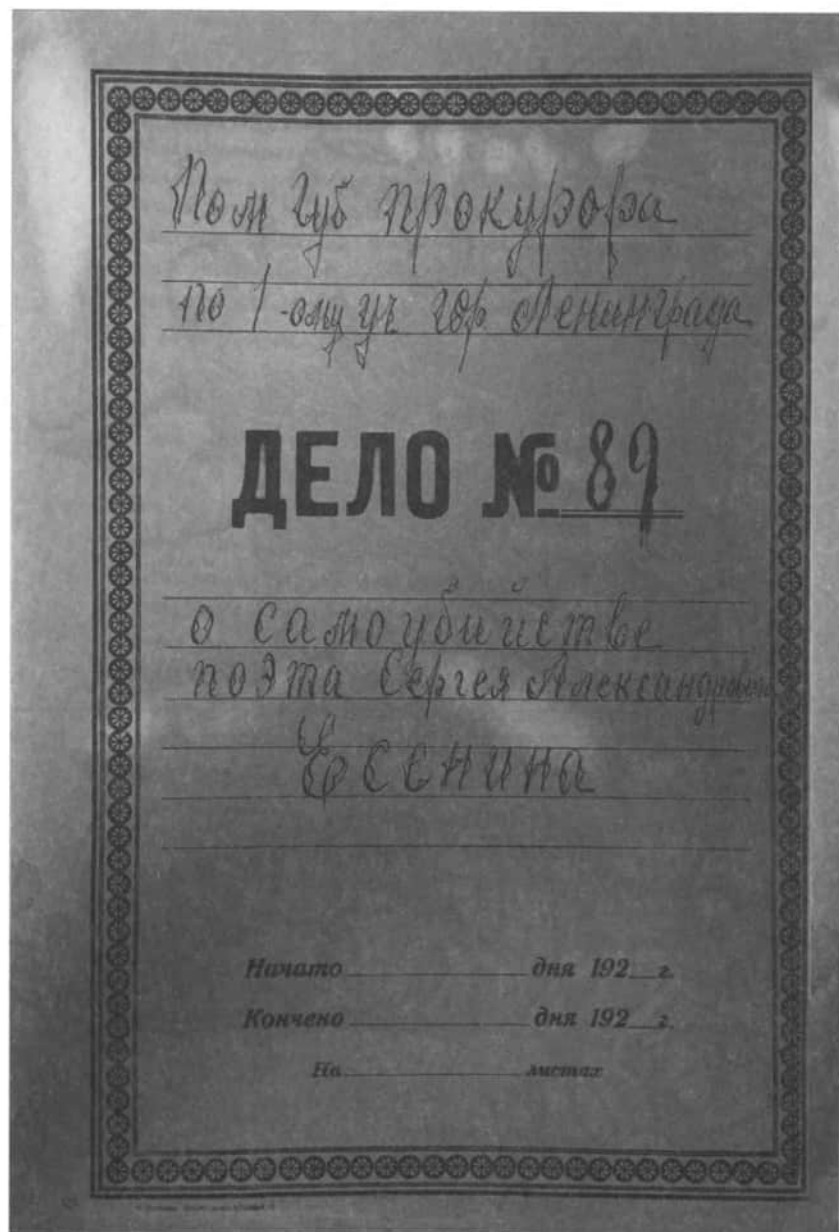 Пом Губ прокурора
по 1-ому уч гор Ленинграда
ДЕЛО № 89
о самоубийстве
поэта Сергея Александровича
Есенина
Начато дня 192 г.
Кончено дня 192 г.
На листах